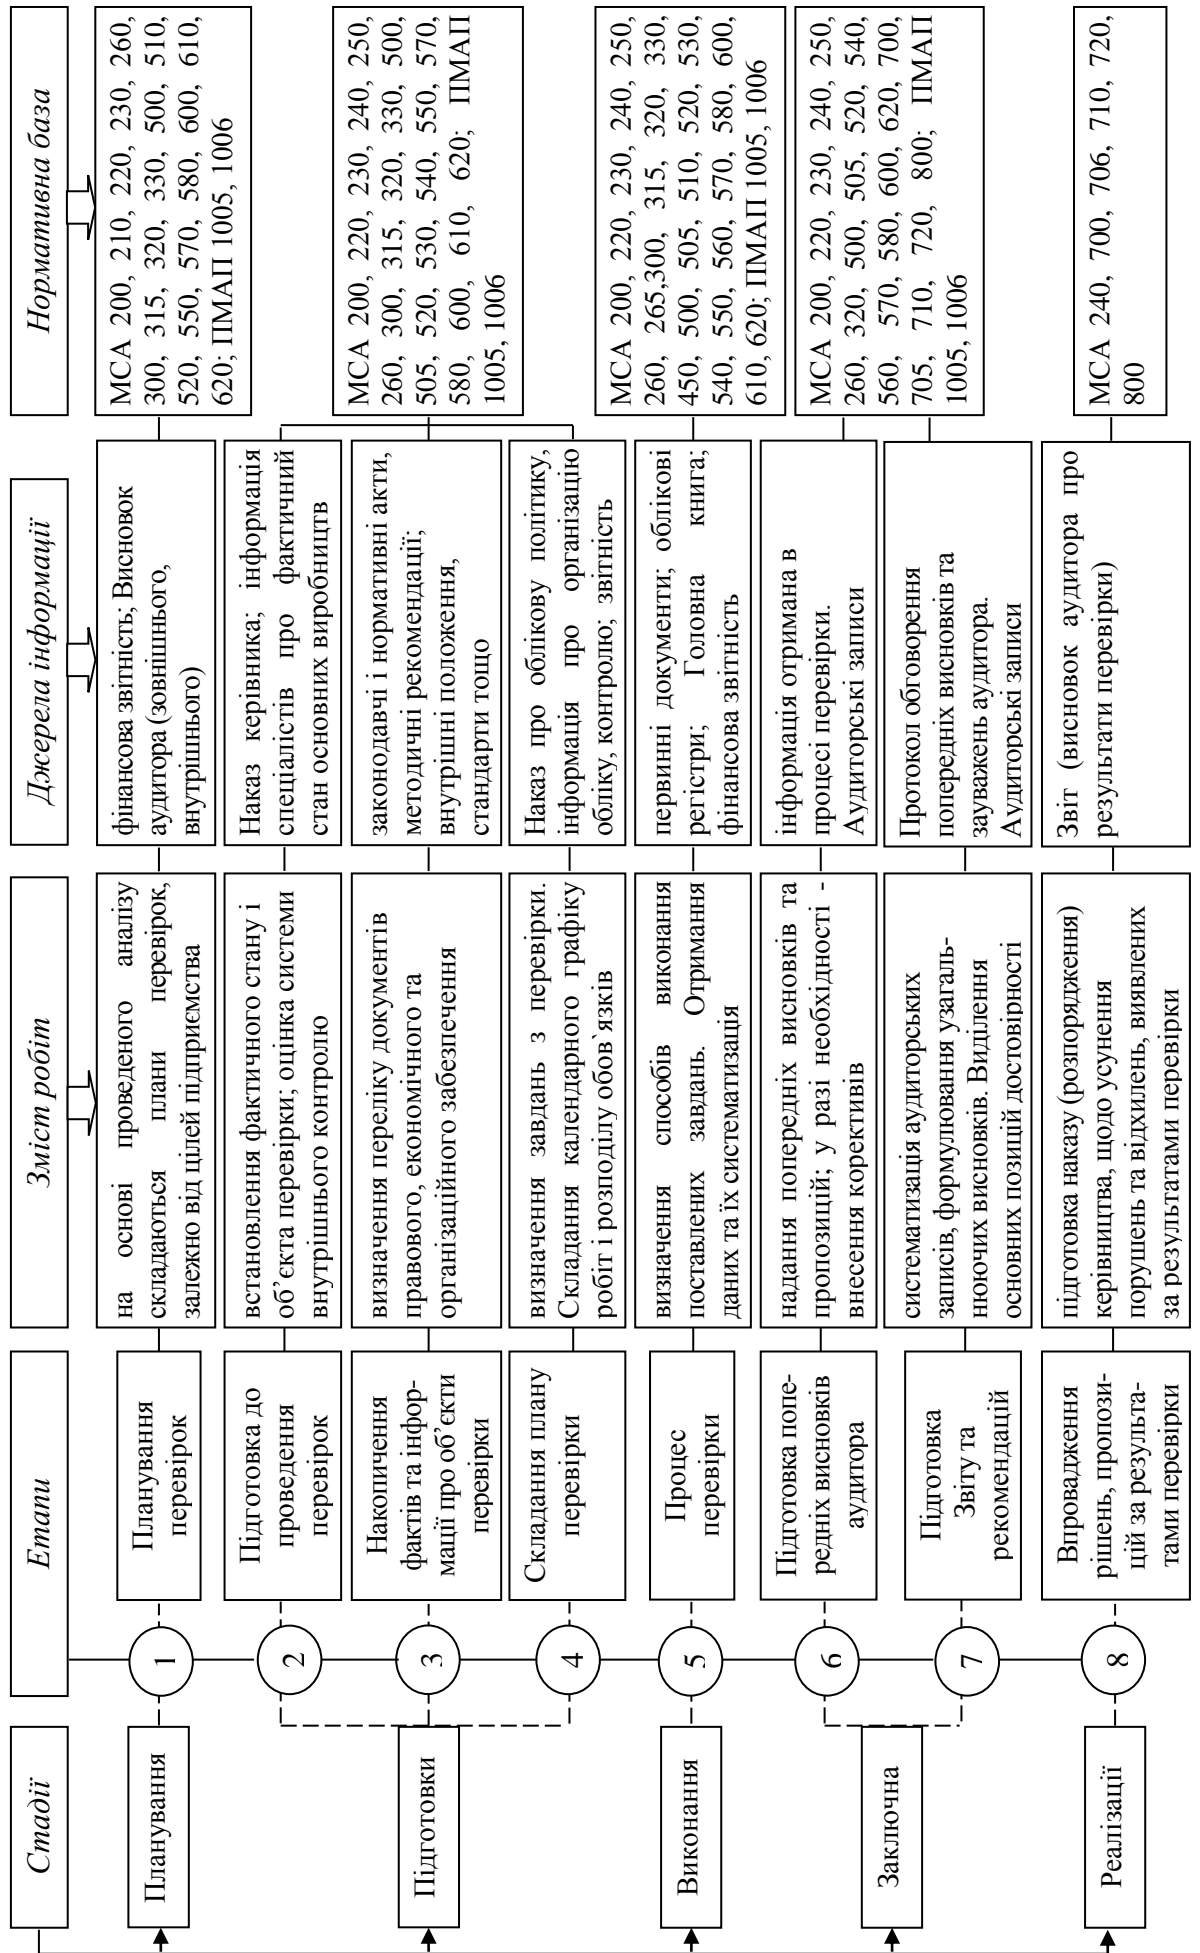 Стадії
Етапи
Зміст робіт
Джерела інформації
Нормативна база
Планування
1
Планування
перевірок
на основі проведеного аналізу
складаються плани перевірок,
залежно від цілей підприємства
фінансова звітність; Висновок
аудитора (зовнішнього,
внутрішнього)
МСА 200, 210, 220, 230, 260,
300, 315, 320, 330, 500, 510,
520, 550, 570, 580, 600, 610,
620; ПМАП 1005, 1006
Підготовки
2
Підготовка до
проведення
перевірок
встановлення фактичного стану і
об’єкта перевірки; оцінка системи
внутрішнього контролю
Наказ керівника; інформація
спеціалістів про фактичний
стан основних виробництв
3
Накопичення
фактів та інфор-
мації про об’єкти
перевірки
визначення переліку документів
правового, економічного та
організаційного забезпечення
законодавчі і нормативні акти,
методичні рекомендації;
внутрішні положення,
стандарти тощо
МСА 200, 220, 230, 240, 250,
260, 300, 315, 320, 330, 500,
505, 520, 530, 540, 550, 570,
580, 600, 610, 620; ПМАП
1005, 1006
4
Складання плану
перевірки
визначення завдань з перевірки.
Складання календарного графіку
робіт і розподілу обов`язків
Наказ про облікову політику,
інформація про організацію
обліку, контролю; звітність
Виконання
5
Процес
перевірки
визначення способів виконання
поставлених завдань. Отримання
даних та їх систематизація
первинні документи; облікові
регістри; Головна книга;
фінансова звітність
МСА 200, 220, 230, 240, 250,
260, 265,300, 315, 320, 330,
450, 500, 505, 510, 520, 530,
540, 550, 560, 570, 580, 600,
610, 620; ПМАП 1005, 1006
Заключна
6
Підготовка попе-
редніх висновків
аудитора
надання попередніх висновків та
пропозицій; у разі необхідності -
внесення корективів
інформація отримана в
процесі перевірки.
Аудиторські записи
МСА 200, 220, 230, 240, 250,
260, 320, 500, 505, 520, 540,
560, 570, 580, 600, 620, 700,
705, 710, 720, 800; ПМАП
1005, 1006
7
Підготовка
Звіту та
рекомендацій
систематизація аудиторських
записів, формулювання узагаль-
нюючих висновків. Виділення
основних позицій достовірності
Протокол обговорення
попередніх висновків та
зауважень аудитора.
Аудиторські записи
Реалізації
8
Впровадження
рішень, пропози-
цій за результа-
тами перевірки
підготовка наказу (розпорядження)
керівництва, щодо усунення
порушень та відхилень, виявлених
за результатами перевірки
Звіт (висновок аудитора про
результати перевірки)
МСА 240, 700, 706, 710, 720,
800